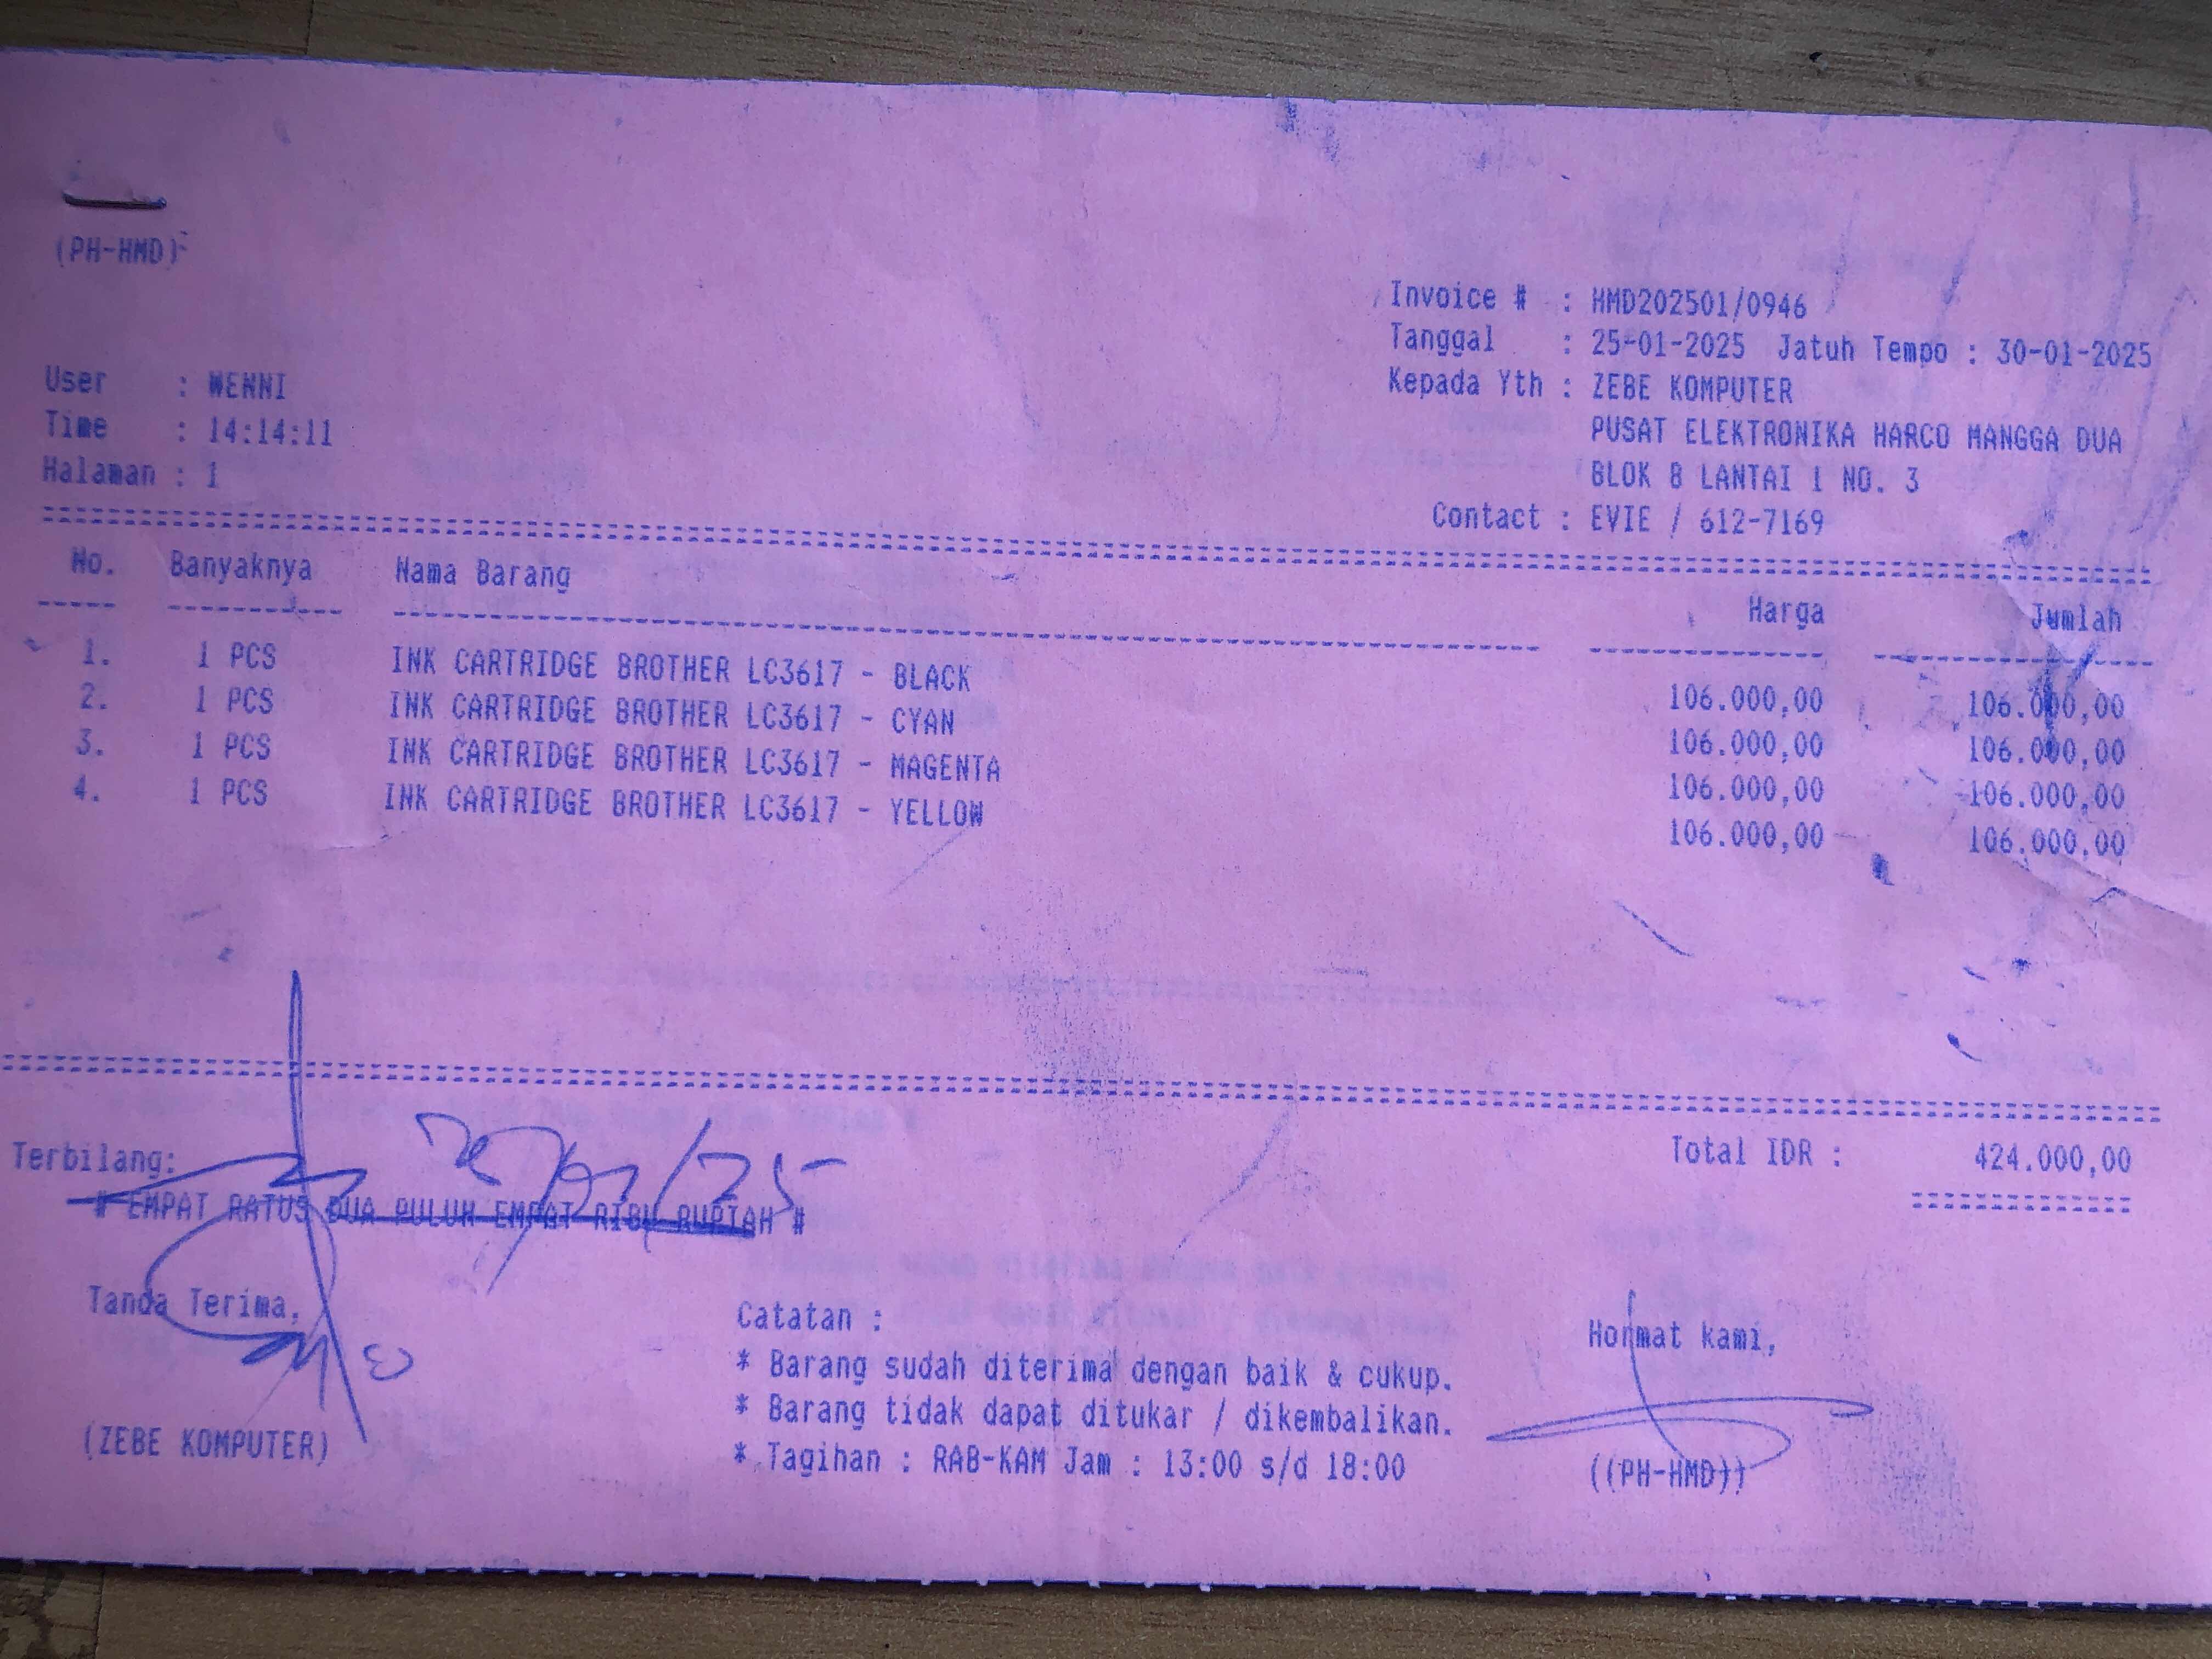 (PH-HMD)
Invoice # : HMD202501/0946
Tanggal : 25-01-2025 Jatuh Tempo : 30-01-2025
Kepada Yth : ZEBE KOMPUTER
PUSAT ELEKTRONIKA HARCO MANGGA DUA
BLOK B LANTAI 1 NO. 3
Contact : EVIE / 612-7169
User : WENNI
Time : 14:14:11
Halaman : 1
No. Banyaknya Nama Barang Harga Jumlah
1. 1 PCS INK CARTRIDGE BROTHER LC3617 - BLACK 106.000,00 106.000,00
2. 1 PCS INK CARTRIDGE BROTHER LC3617 - CYAN 106.000,00 106.000,00
3. 1 PCS INK CARTRIDGE BROTHER LC3617 - MAGENTA 106.000,00 106.000,00
4. 1 PCS INK CARTRIDGE BROTHER LC3617 - YELLOW 106.000,00 106.000,00
Total IDR : 424.000,00
Terbilang:
# EMPAT RATUS DUA PULUH EMPAT RIBU RUPIAH #
Tanda Terima,
(ZEBE KOMPUTER)
Catatan :
* Barang sudah diterima dengan baik & cukup.
* Barang tidak dapat ditukar / dikembalikan.
* Tagihan : RAB-KAM Jam : 13:00 s/d 18:00
Hormat kami,
((PH-HMD))